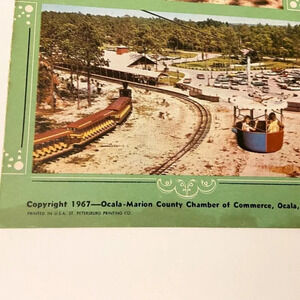 Copyright 1967—Ocala-Marion County Chamber of Commerce, Ocala,
PRINTED IN U.S.A. ST. PETERSBURG PRINTING CO.